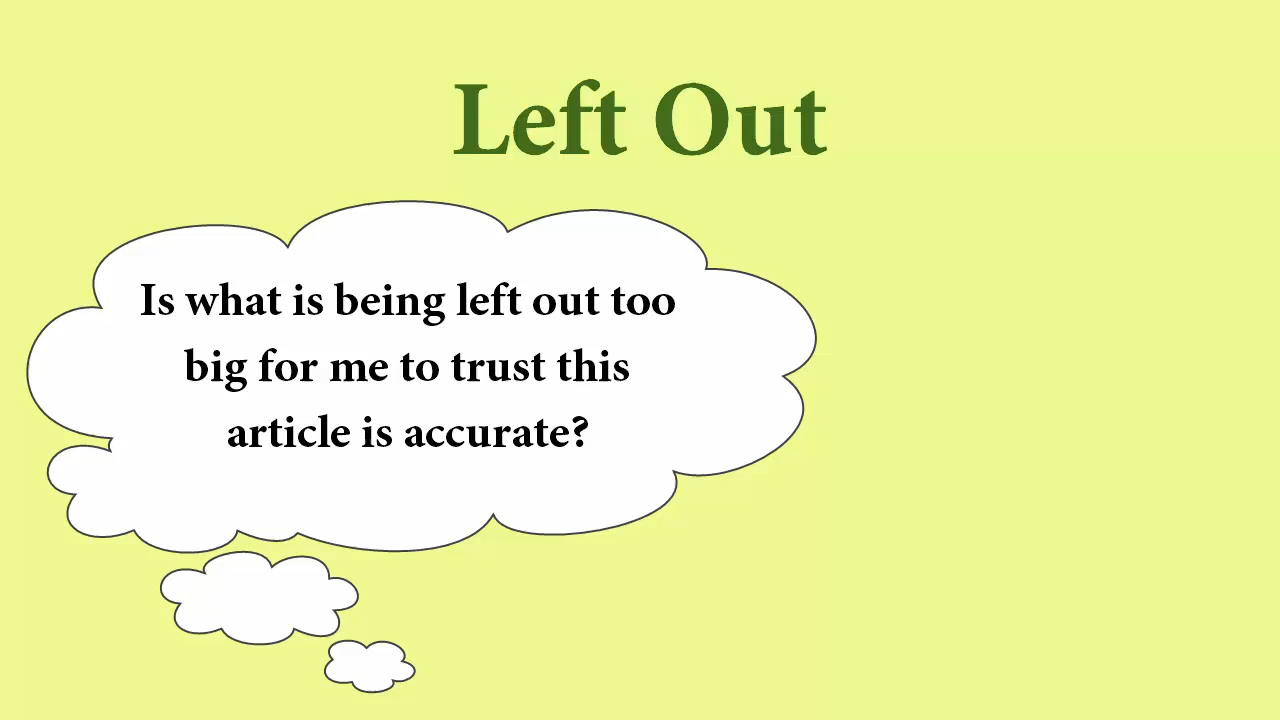 Left Out
Is what is being left out too
big for me to trust this
article is accurate?